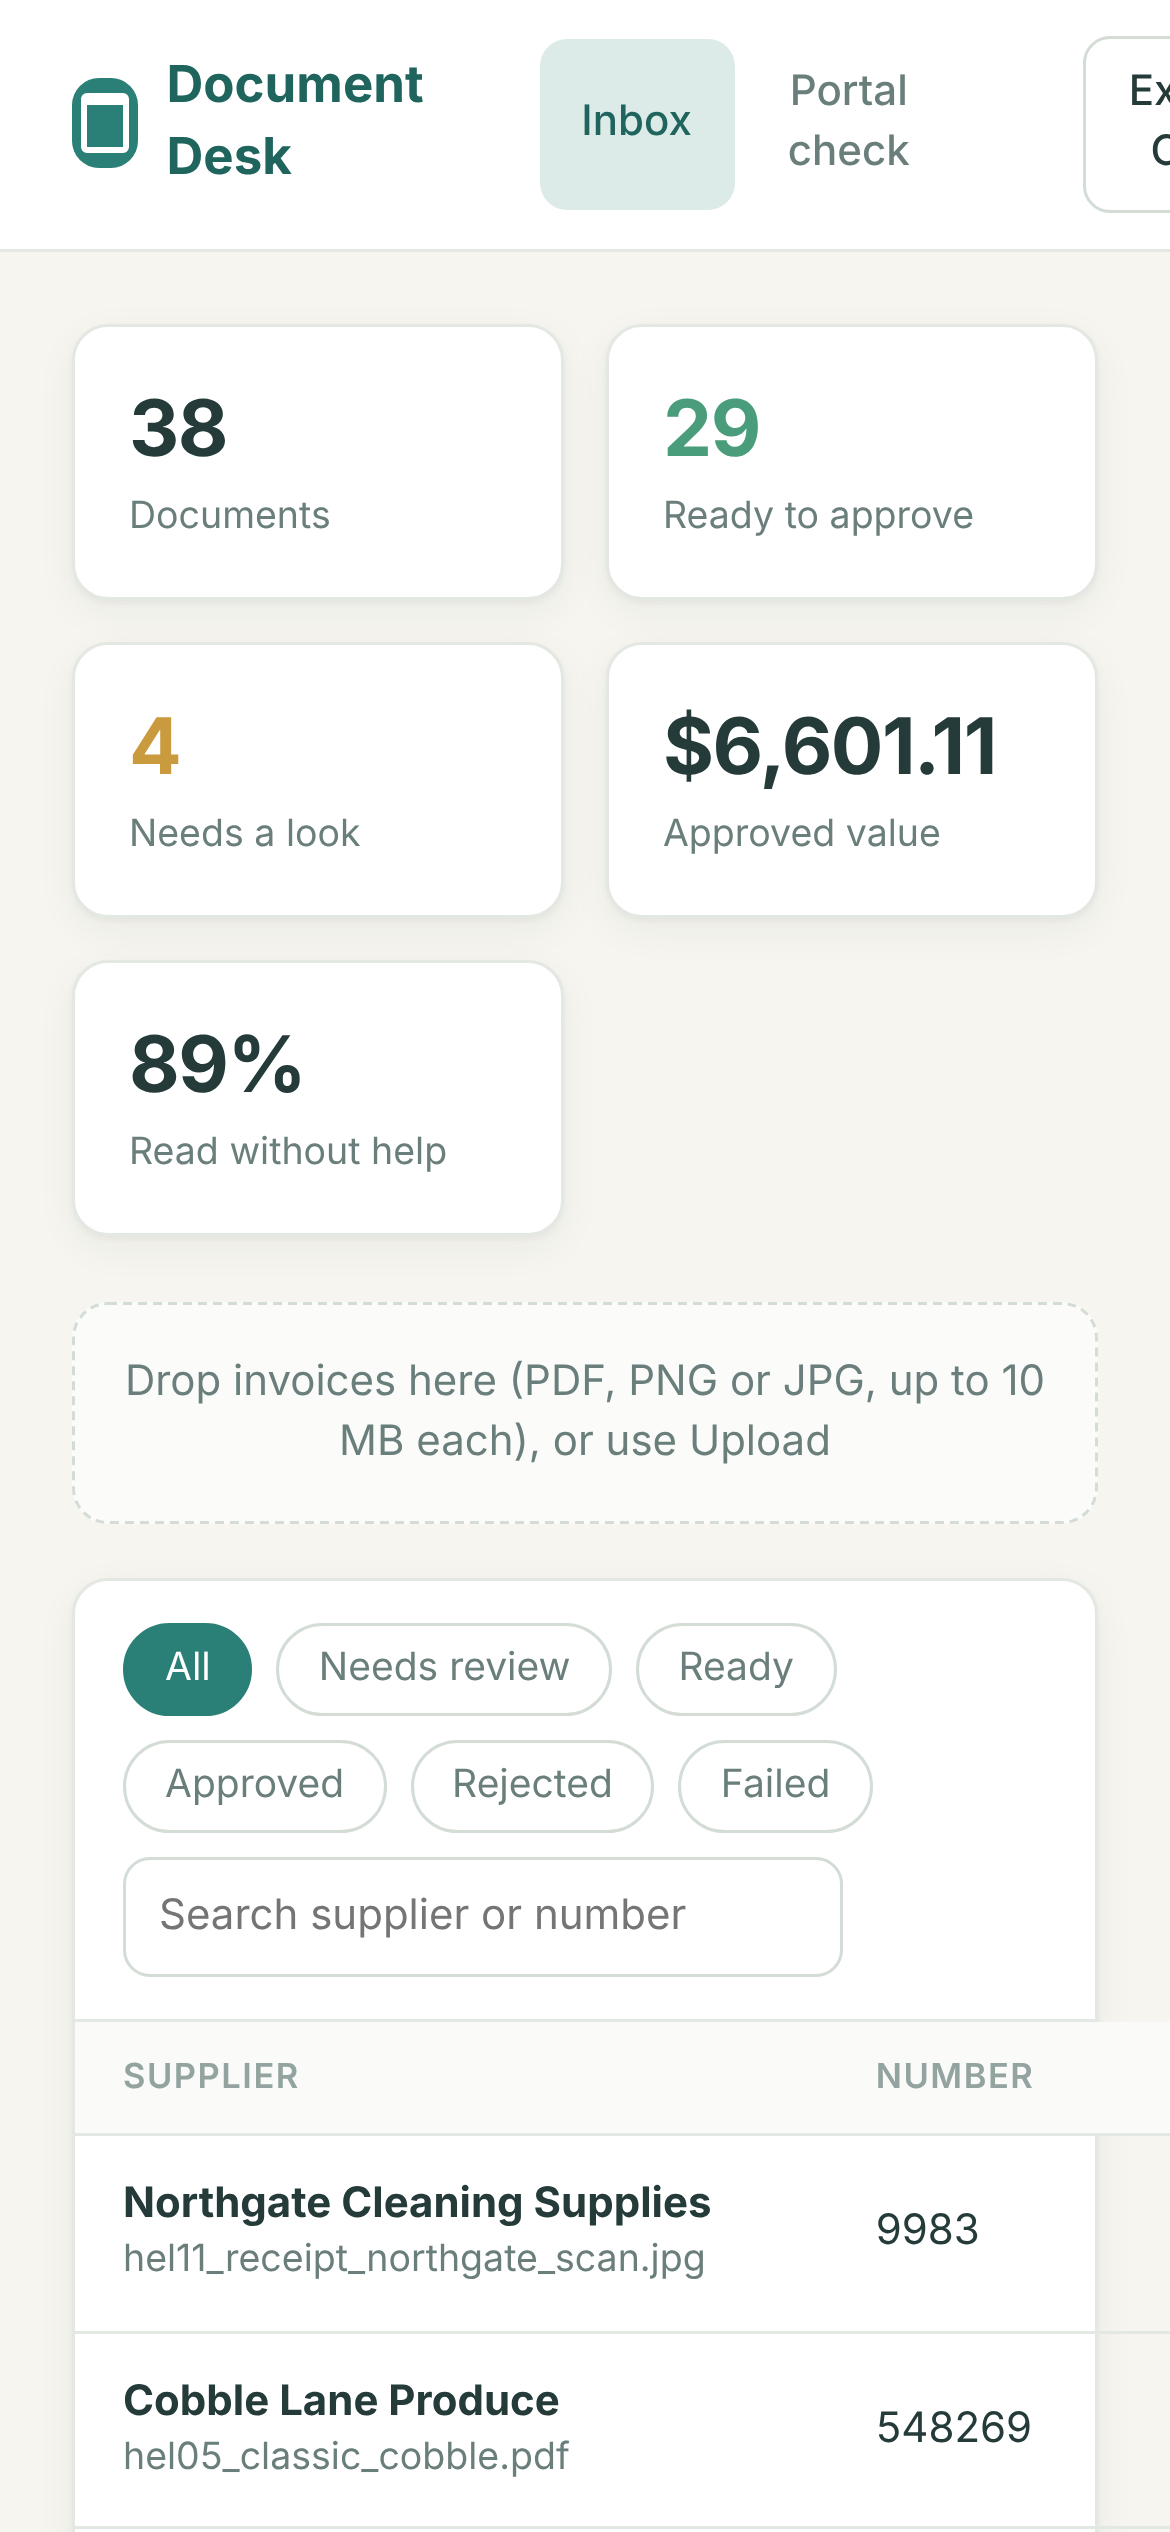 Document
Desk
Inbox
Portal
check
38
Documents
29
Ready to approve
4
Needs a look
$6,601.11
Approved value
89%
Read without help
Drop invoices here (PDF, PNG or JPG, up to 10
MB each), or use Upload
All
Needs review
Ready
Approved
Rejected
Failed
Search supplier or number
SUPPLIER
NUMBER
Northgate Cleaning Supplies
hel11_receipt_northgate_scan.jpg
9983
Cobble Lane Produce
hel05_classic_cobble.pdf
548269